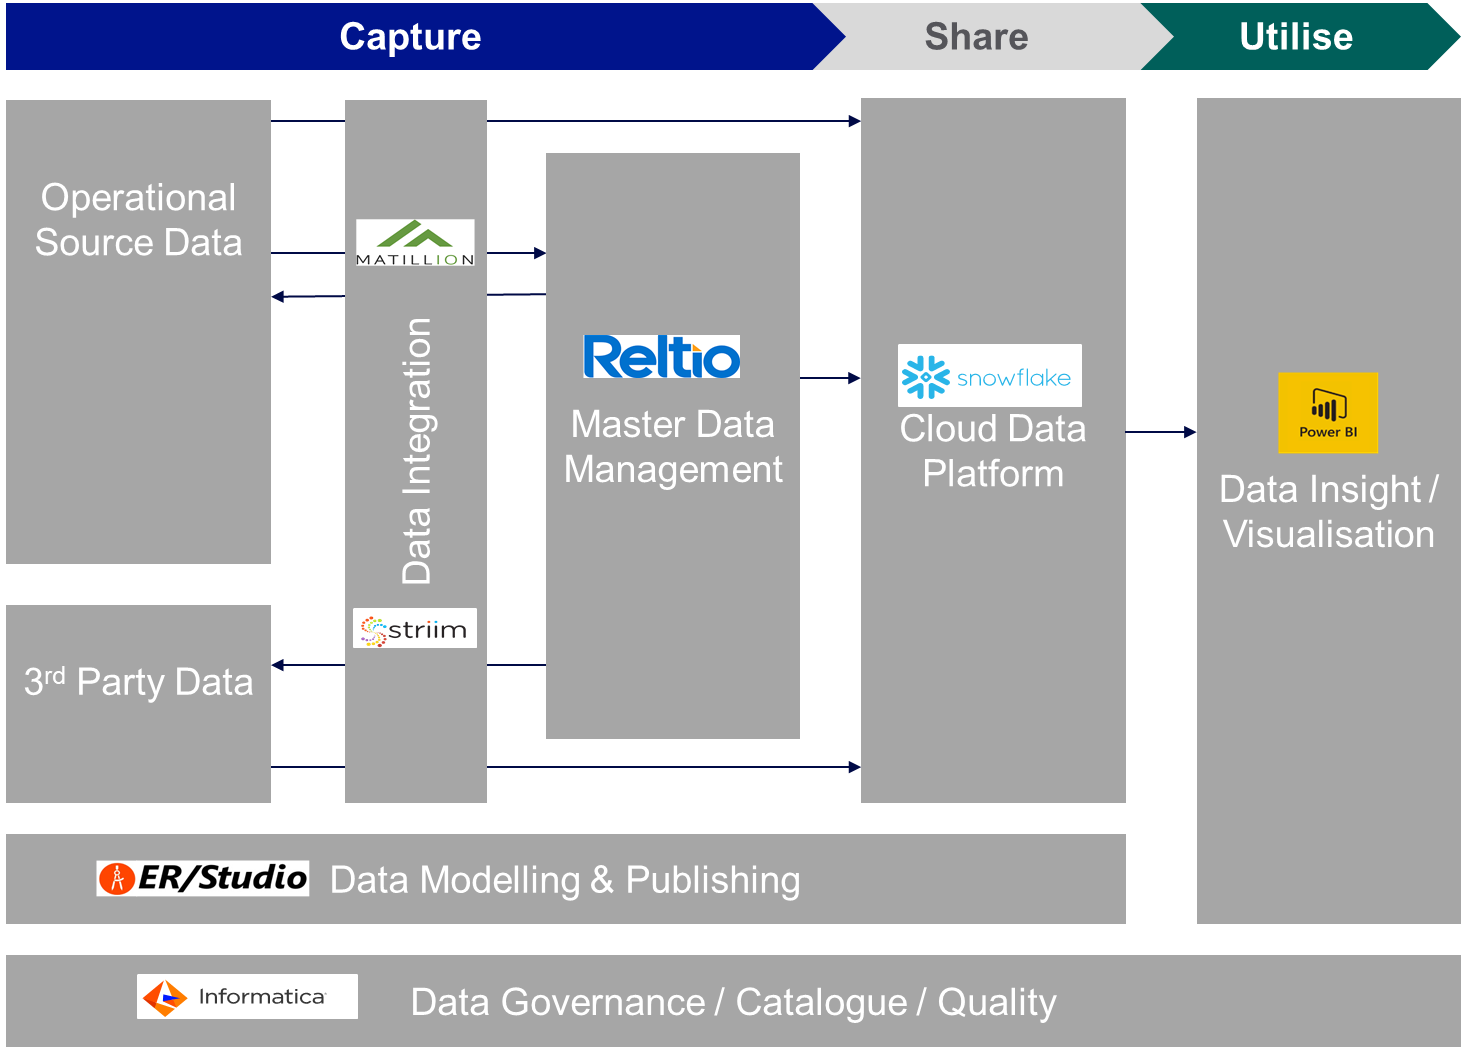 Capture
Share
Utilise
Operational
Source Data
MATILLION
Data Integration
striim
Reltio
Master Data
Management
snowflake
Cloud Data
Platform
Power BI
Data Insight /
Visualisation
3rd Party Data
ER/Studio Data Modelling & Publishing
Informatica Data Governance / Catalogue / Quality